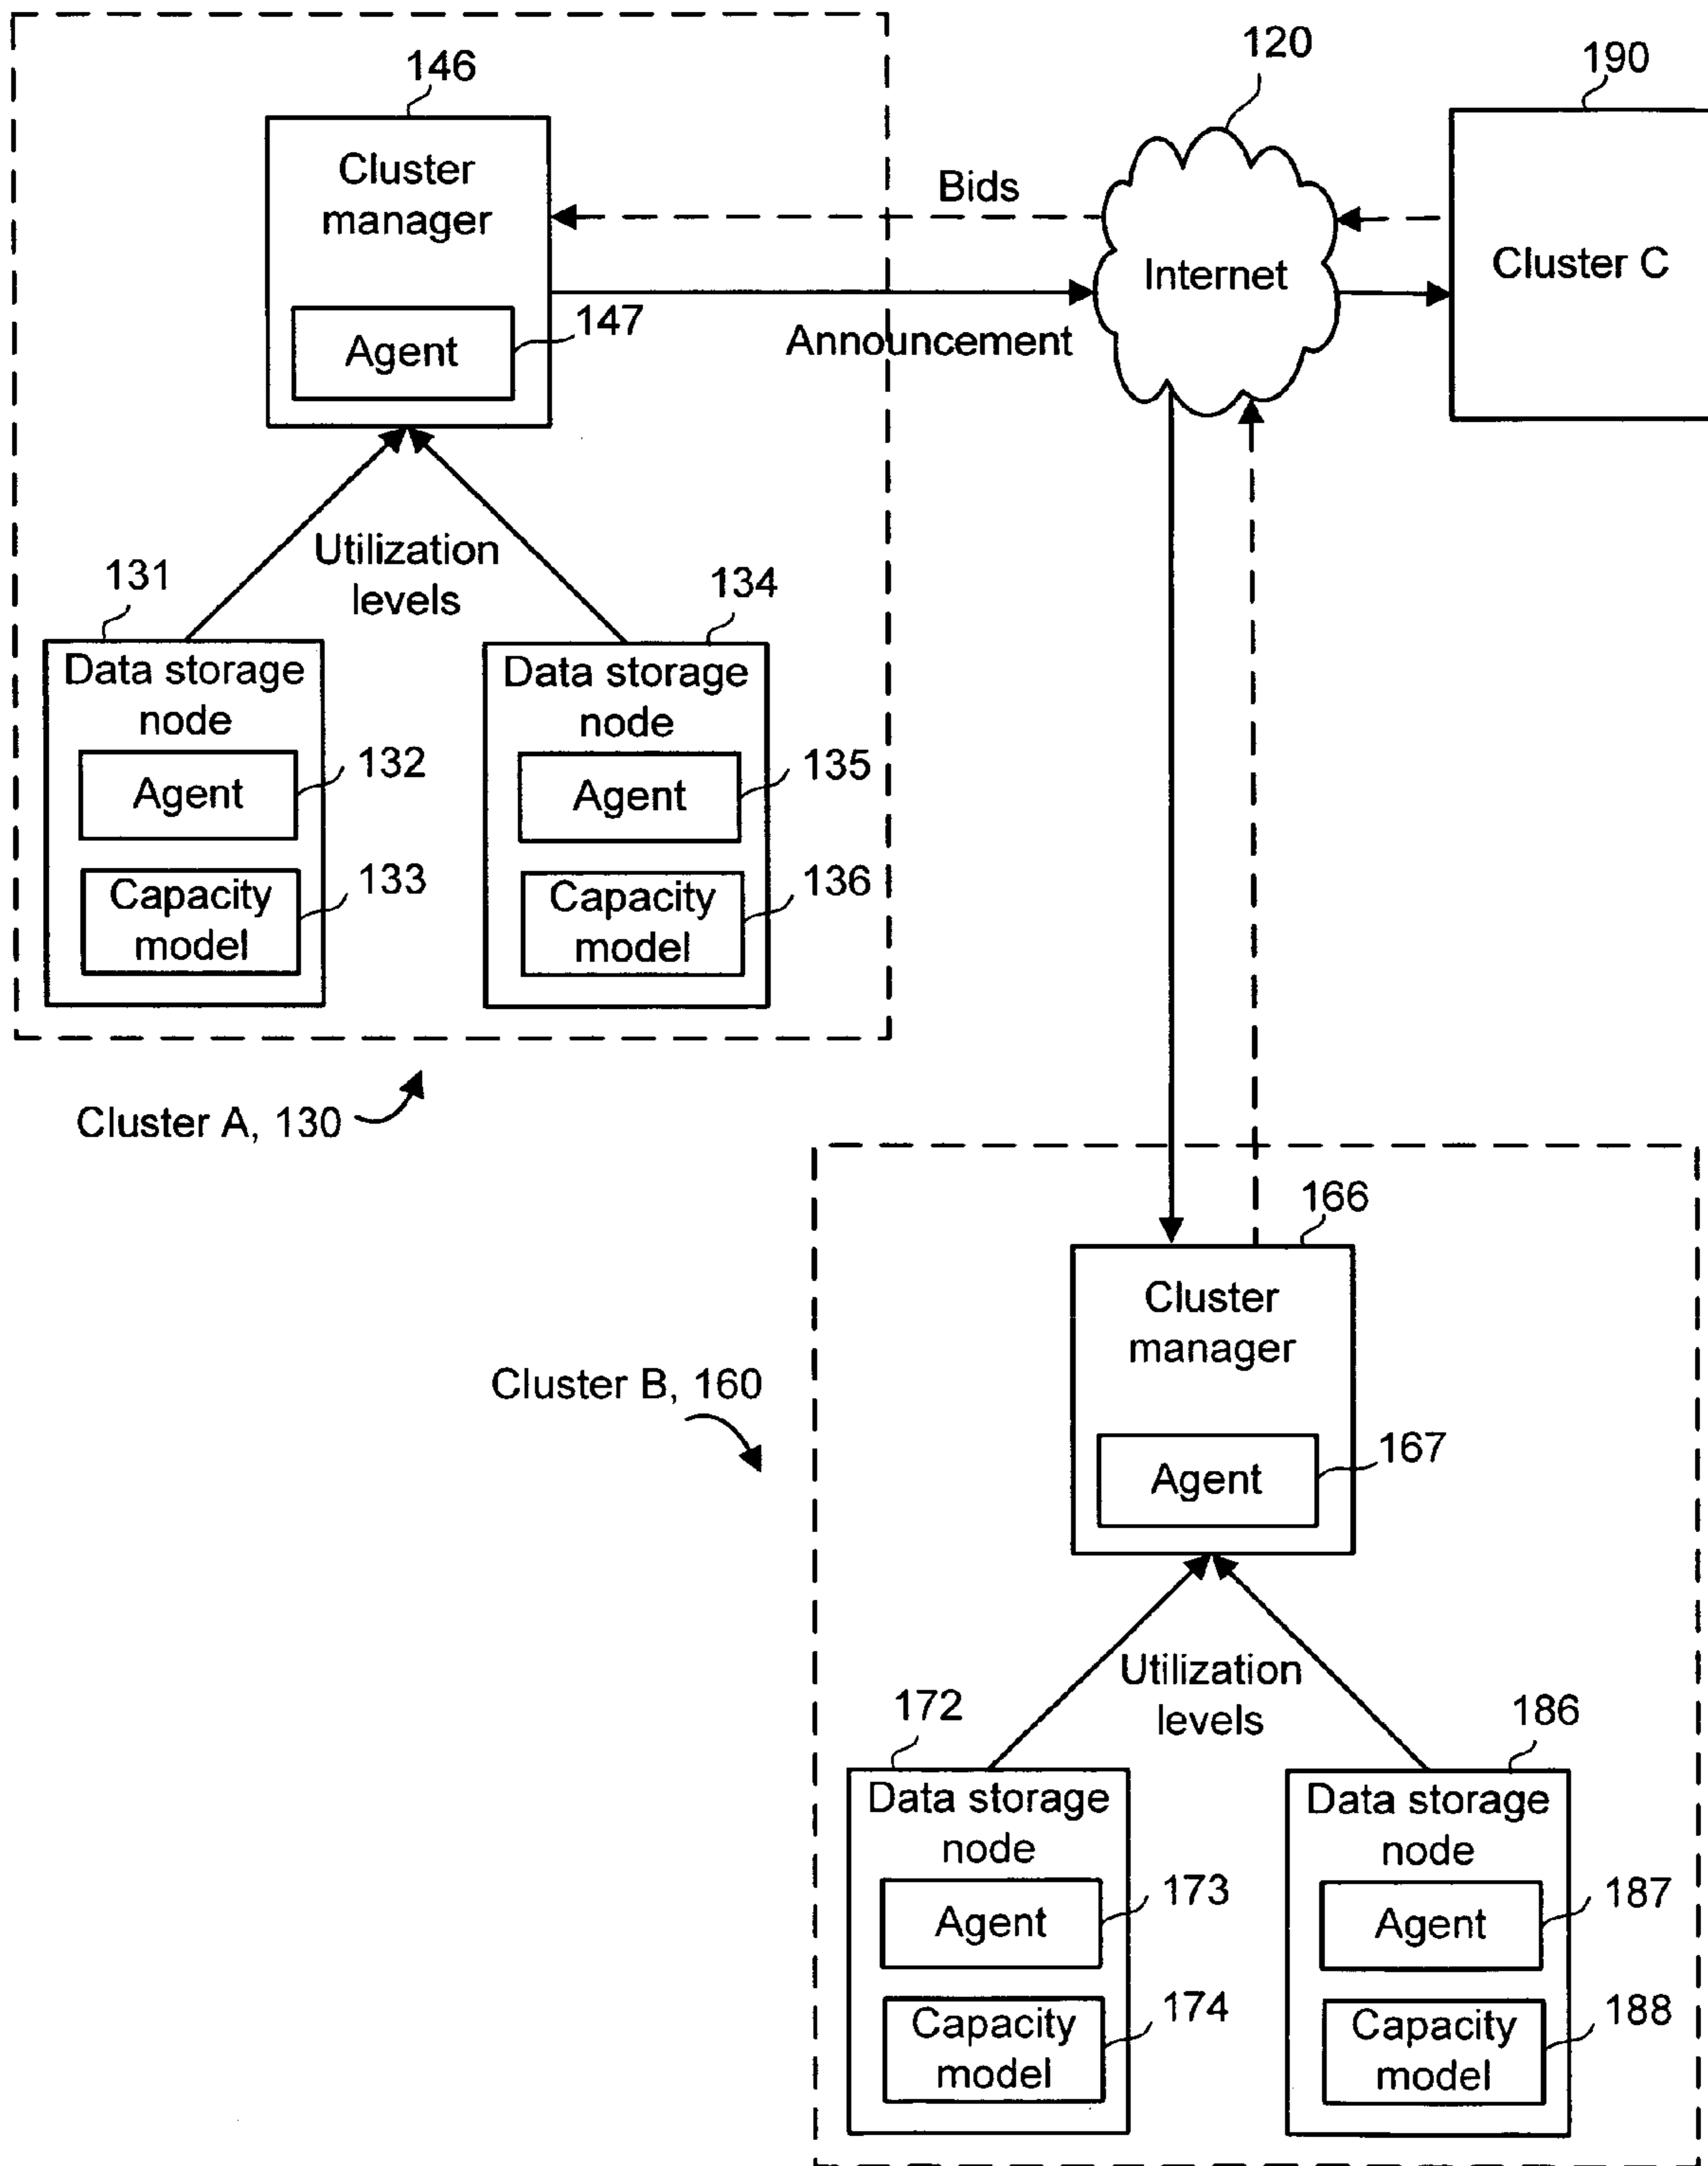 120
190
146
Cluster
manager
Bids
Internet
Cluster C
Agent
147
Announcement
Utilization
levels
131
134
Data storage
node
Data storage
node
Agent
132
Agent
135
Capacity
model
133
Capacity
model
136
Cluster A, 130
166
Cluster
manager
Cluster B, 160
Agent
167
Utilization
levels
172
186
Data storage
node
Data storage
node
Agent
173
Agent
187
Capacity
model
174
Capacity
model
188